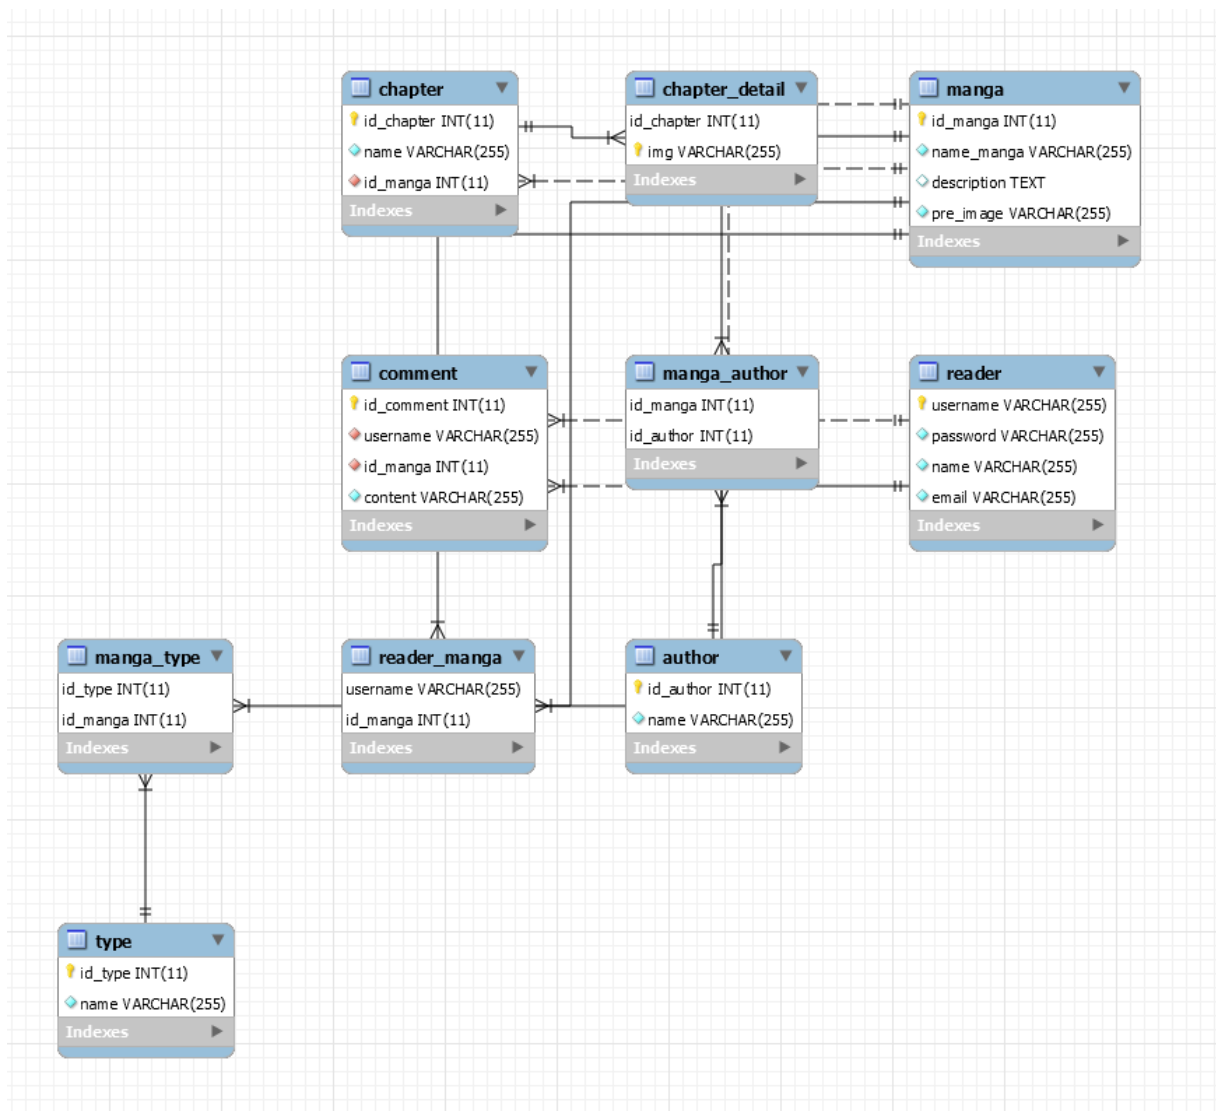 chapter
id_chapter INT(11)
name VARCHAR(255)
id_manga INT(11)
Indexes
chapter_detail
id_chapter INT(11)
img VARCHAR(255)
Indexes
manga
id_manga INT(11)
name_manga VARCHAR(255)
description TEXT
pre_image VARCHAR(255)
Indexes
comment
id_comment INT(11)
username VARCHAR(255)
id_manga INT(11)
content VARCHAR(255)
Indexes
manga_author
id_manga INT(11)
id_author INT(11)
Indexes
reader
username VARCHAR(255)
password VARCHAR(255)
name VARCHAR(255)
email VARCHAR(255)
Indexes
manga_type
id_type INT(11)
id_manga INT(11)
Indexes
reader_manga
username VARCHAR(255)
id_manga INT(11)
Indexes
author
id_author INT(11)
name VARCHAR(255)
Indexes
type
id_type INT(11)
name VARCHAR(255)
Indexes